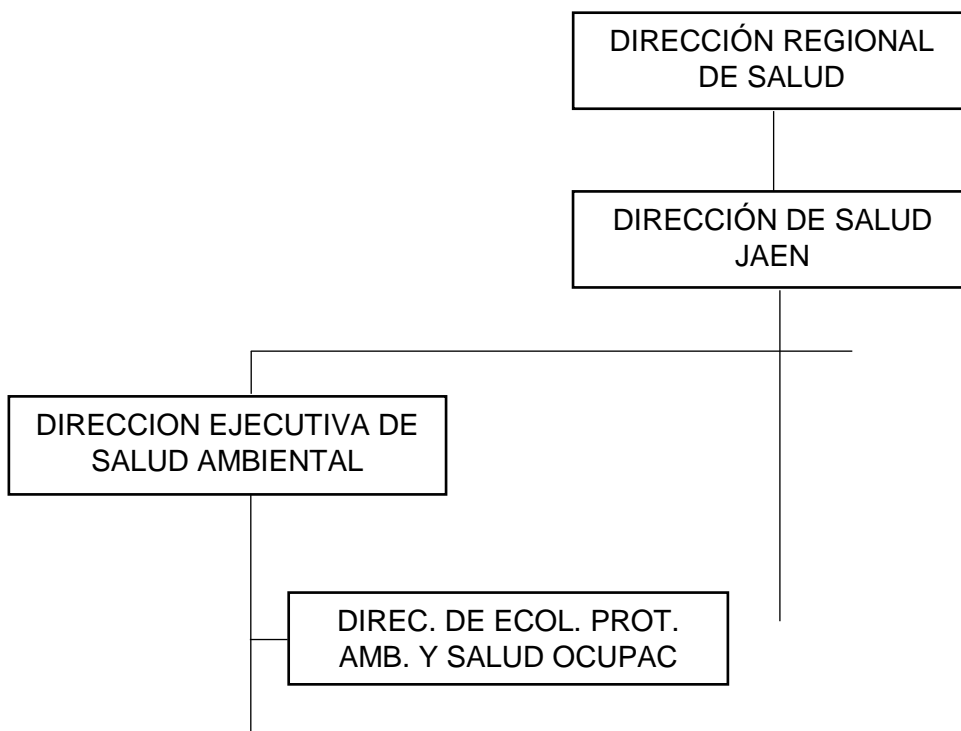 DIRECCIÓN REGIONAL
DE SALUD
DIRECCIÓN DE SALUD
JAEN
DIRECCION EJECUTIVA DE
SALUD AMBIENTAL
DIREC. DE ECOL. PROT.
AMB. Y SALUD OCUPAC